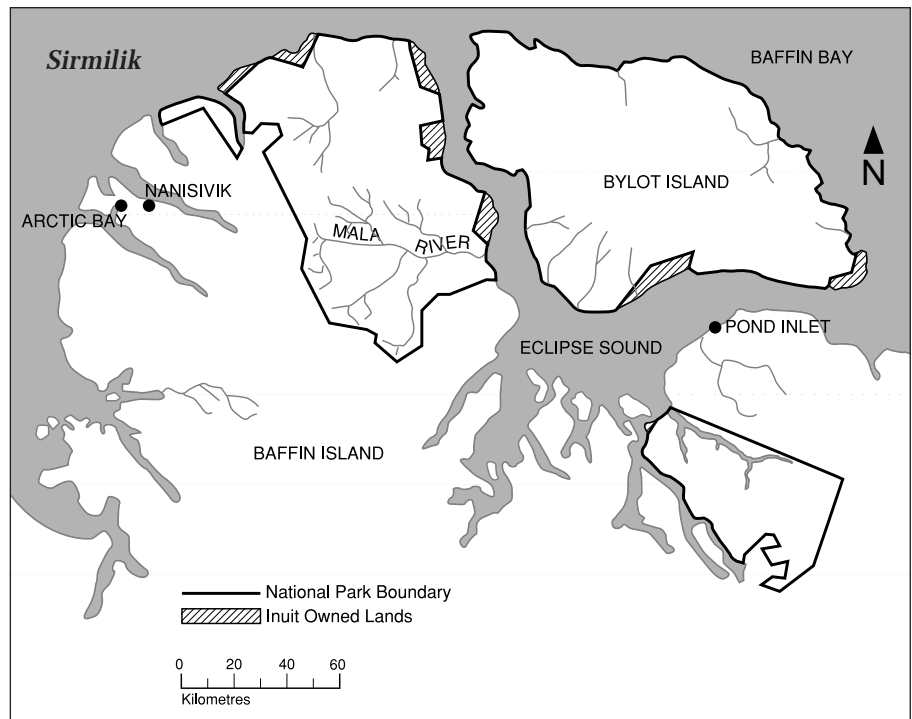 Sirmilik
BAFFIN BAY
N
NANISIVIK
ARCTIC BAY
BYLOT ISLAND
MALA RIVER
POND INLET
ECLIPSE SOUND
BAFFIN ISLAND
National Park Boundary
Inuit Owned Lands
0 20 40 60
Kilometres